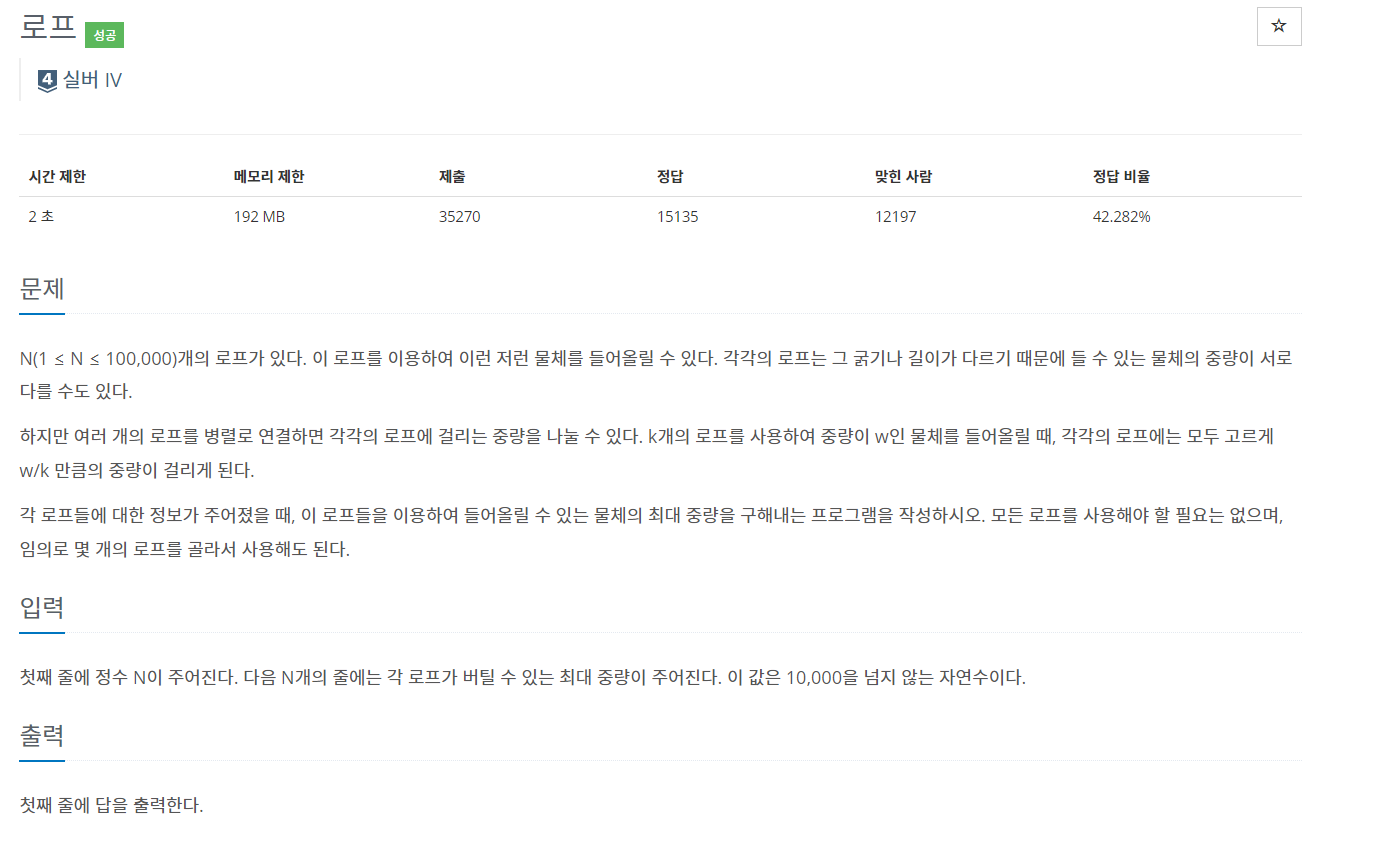 로프 성공 ☆
4 실버 IV
시간 제한 메모리 제한 제출 정답 맞힌 사람 정답 비율
2 초 192 MB 35270 15135 12197 42.282%
문제
N(1 ≤ N ≤ 100,000)개의 로프가 있다. 이 로프를 이용하여 이런 저런 물체를 들어올릴 수 있다. 각각의 로프는 그 굵기나 길이가 다르기 때문에 들 수 있는 물체의 중량이 서로
다를 수도 있다.
하지만 여러 개의 로프를 병렬로 연결하면 각각의 로프에 걸리는 중량을 나눌 수 있다. k개의 로프를 사용하여 중량이 w인 물체를 들어올릴 때, 각각의 로프에는 모두 고르게
w/k 만큼의 중량이 걸리게 된다.
각 로프들에 대한 정보가 주어졌을 때, 이 로프들을 이용하여 들어올릴 수 있는 물체의 최대 중량을 구해내는 프로그램을 작성하시오. 모든 로프를 사용해야 할 필요는 없으며,
임의로 몇 개의 로프를 골라서 사용해도 된다.
입력
첫째 줄에 정수 N이 주어진다. 다음 N개의 줄에는 각 로프가 버틸 수 있는 최대 중량이 주어진다. 이 값은 10,000을 넘지 않는 자연수이다.
출력
첫째 줄에 답을 출력한다.